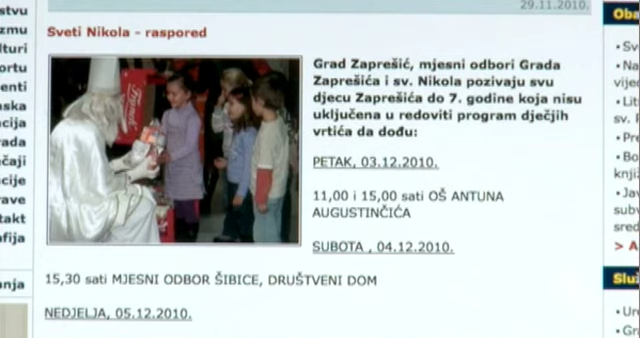 29.11.2010.
Sveti Nikola - raspored
Grad Zaprešić, mjesni odbori Grada
Zaprešića i sv. Nikola pozivaju svu
djecu Zaprešića do 7. godine koja nisu
uključena u redoviti program dječjih
vrtića da dođu:
PETAK, 03.12.2010.
11,00 i 15,00 sati OŠ ANTUNA
AUGUSTINČIĆA
SUBOTA , 04.12.2010.
15,30 sati MJESNI ODBOR ŠIBICE, DRUŠTVENI DOM
NEDJELJA, 05.12.2010.